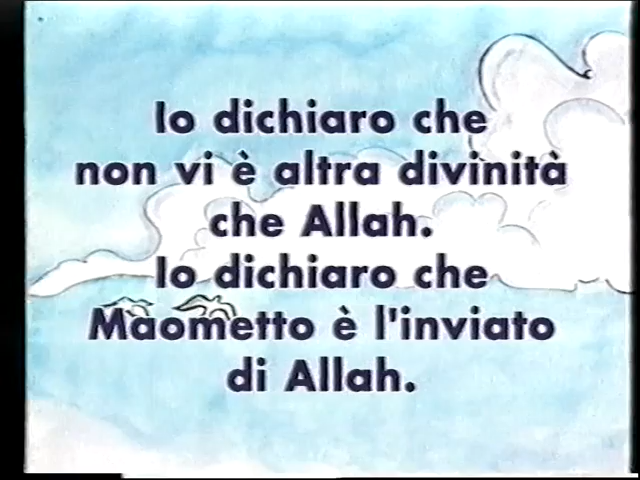 Io dichiaro che
non vi è altra divinità
che Allah.
Io dichiaro che
Maometto è l'inviato
di Allah.